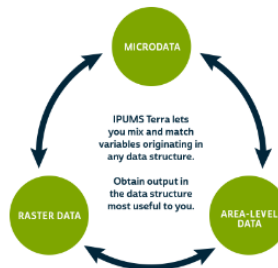 MICRODATA
IPUMS Terra lets
you mix and match
variables originating in
any data structure.
Obtain output in
the data structure
most useful to you.
RASTER DATA
AREA-LEVEL
DATA